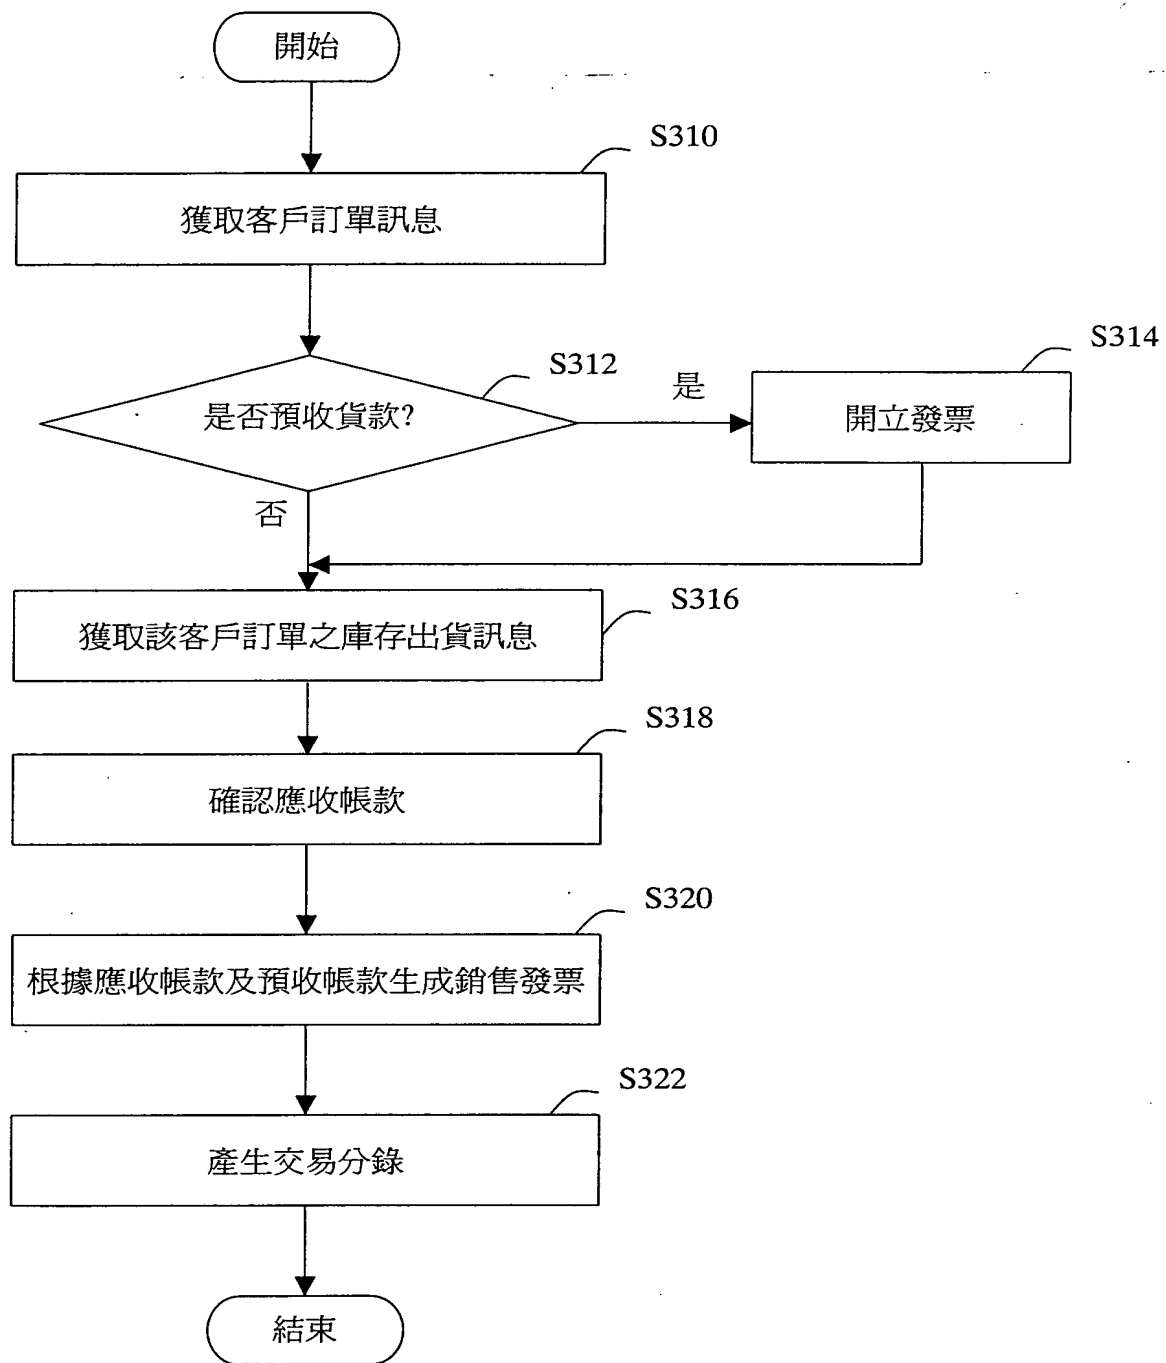 開始
S310
獲取客戶訂單訊息
S312
是否預收貨款?
是
S314
開立發票
否
S316
獲取該客戶訂單之庫存出貨訊息
S318
確認應收帳款
S320
根據應收帳款及預收帳款生成銷售發票
S322
產生交易分錄
結束